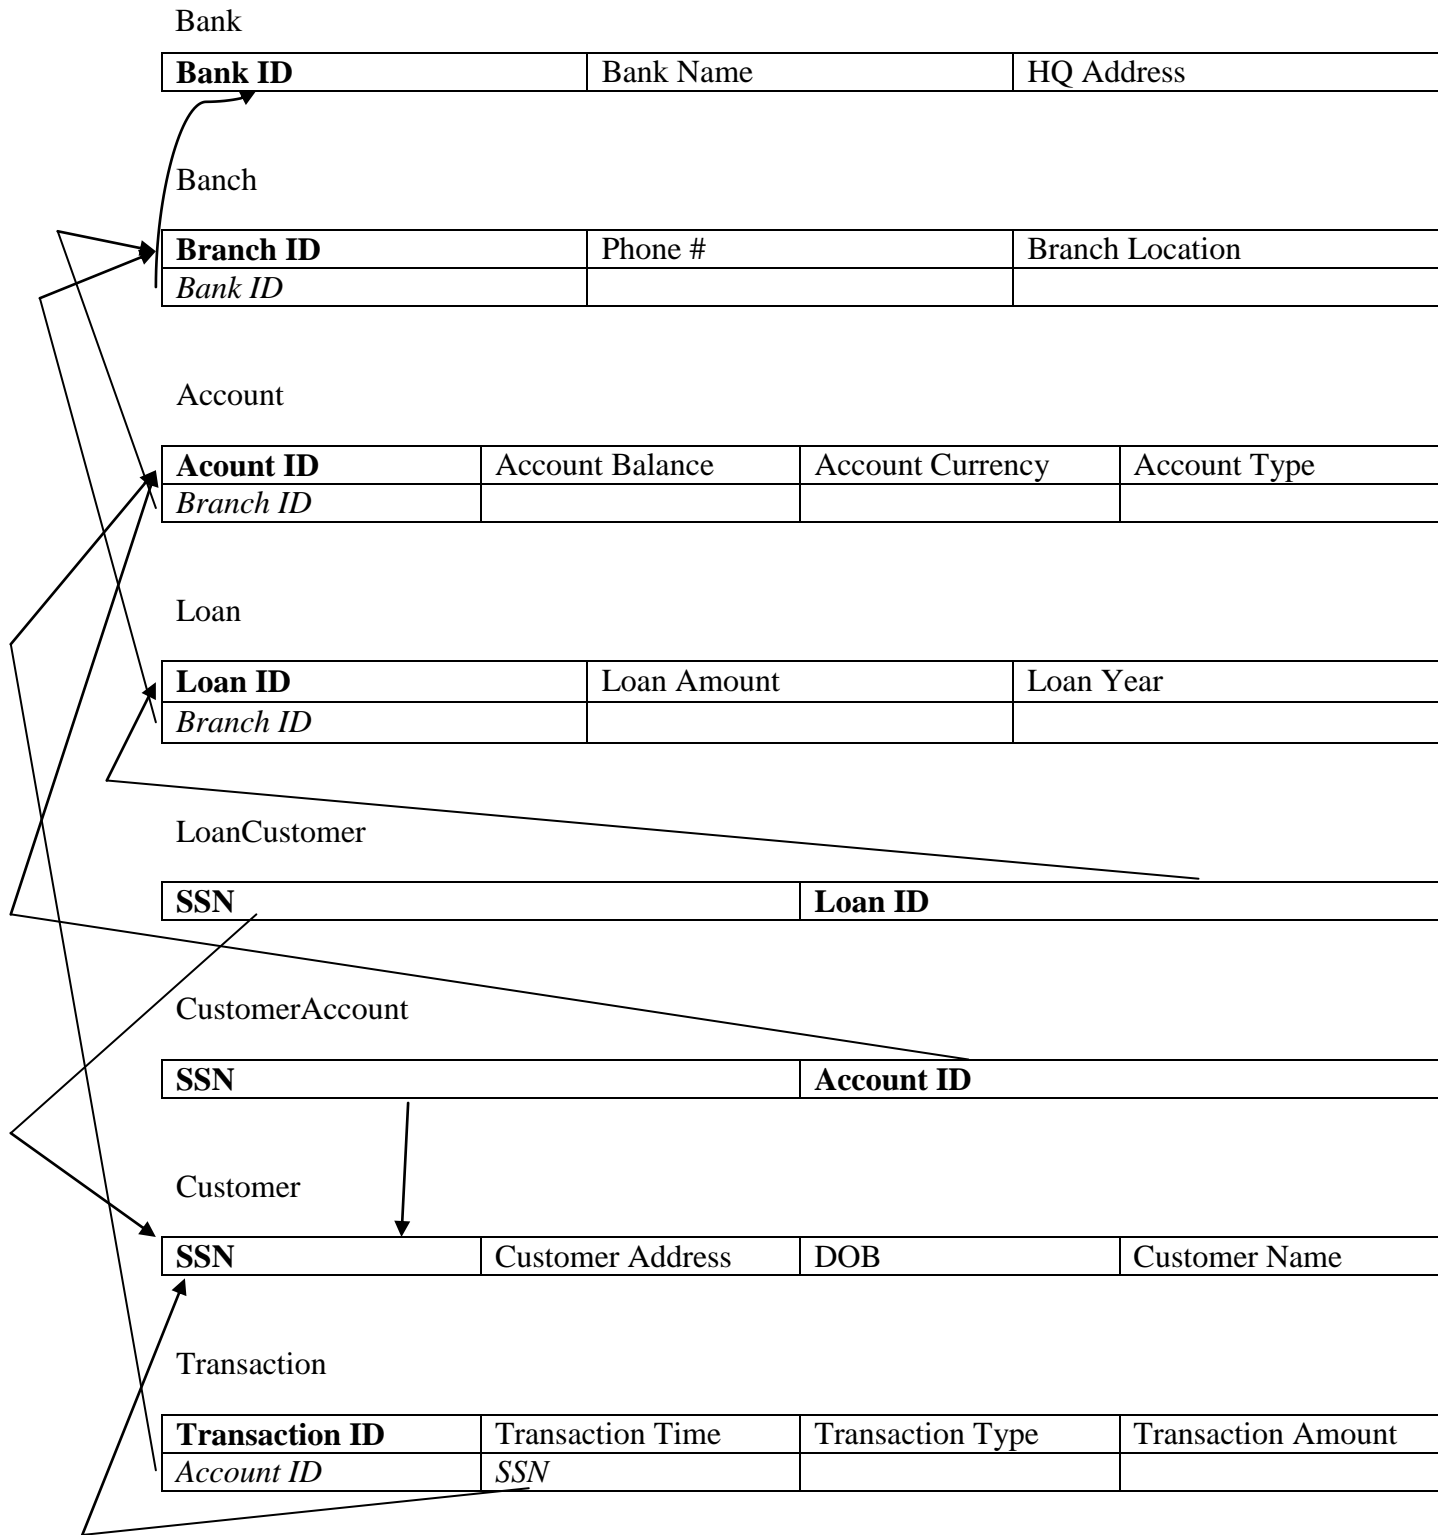 Bank
Bank ID Bank Name HQ Address
Banch
Branch ID Phone # Branch Location
Bank ID
Account
Acount ID Account Balance Account Currency Account Type
Branch ID
Loan
Loan ID Loan Amount Loan Year
Branch ID
LoanCustomer
SSN Loan ID
CustomerAccount
SSN Account ID
Customer
SSN Customer Address DOB Customer Name
Transaction
Transaction ID Transaction Time Transaction Type Transaction Amount
Account ID SSN